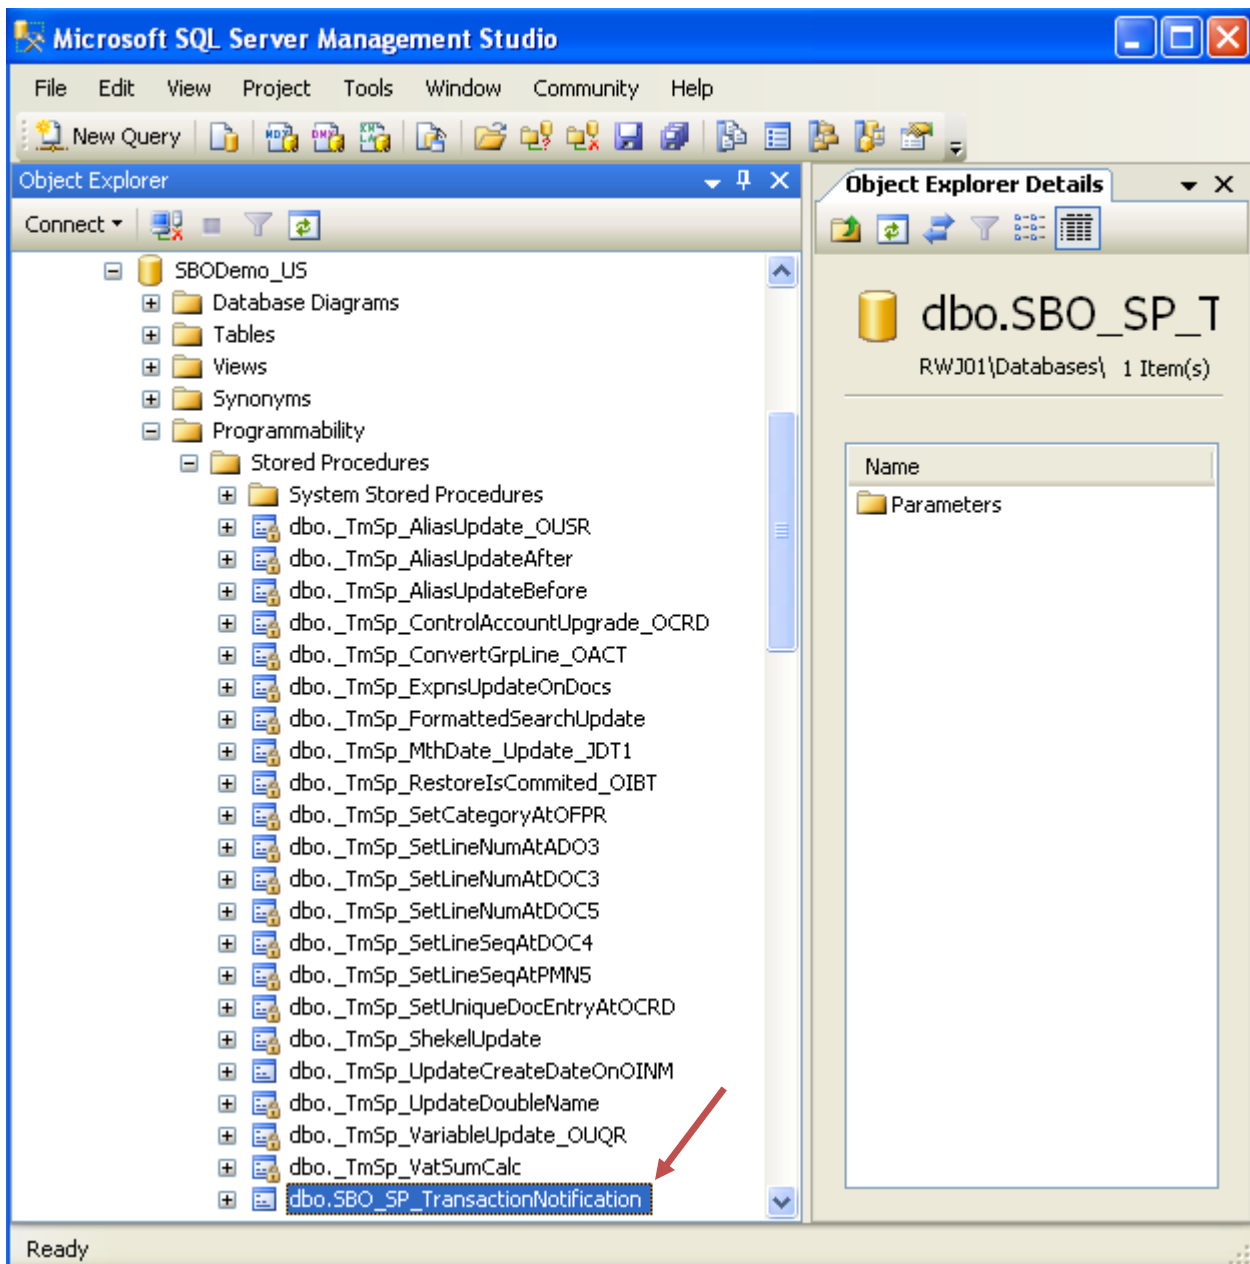 Microsoft SQL Server Management Studio
File Edit View Project Tools Window Community Help
New Query
Object Explorer
Connect
SBODemo_US
Database Diagrams
Tables
Views
Synonyms
Programmability
Stored Procedures
System Stored Procedures
dbo._TmSp_AliasUpdate_OUSR
dbo._TmSp_AliasUpdateAfter
dbo._TmSp_AliasUpdateBefore
dbo._TmSp_ControlAccountUpgrade_OCRD
dbo._TmSp_ConvertGrpLine_OACT
dbo._TmSp_ExpnsUpdateOnDocs
dbo._TmSp_FormattedSearchUpdate
dbo._TmSp_MthDate_Update_JDT1
dbo._TmSp_RestoreIsCommited_OIBT
dbo._TmSp_SetCategoryAtOFPR
dbo._TmSp_SetLineNumAtADO3
dbo._TmSp_SetLineNumAtDOC3
dbo._TmSp_SetLineNumAtDOC5
dbo._TmSp_SetLineSeqAtDOC4
dbo._TmSp_SetLineSeqAtPMN5
dbo._TmSp_SetUniqueDocEntryAtOCRD
dbo._TmSp_ShekelUpdate
dbo._TmSp_UpdateCreateDateOnOINM
dbo._TmSp_UpdateDoubleName
dbo._TmSp_VariableUpdate_OUQR
dbo._TmSp_VatSumCalc
dbo.SBO_SP_TransactionNotification
Object Explorer Details
dbo.SBO_SP_T
RWJ01\Databases\ 1 Item(s)
Name
Parameters
Ready